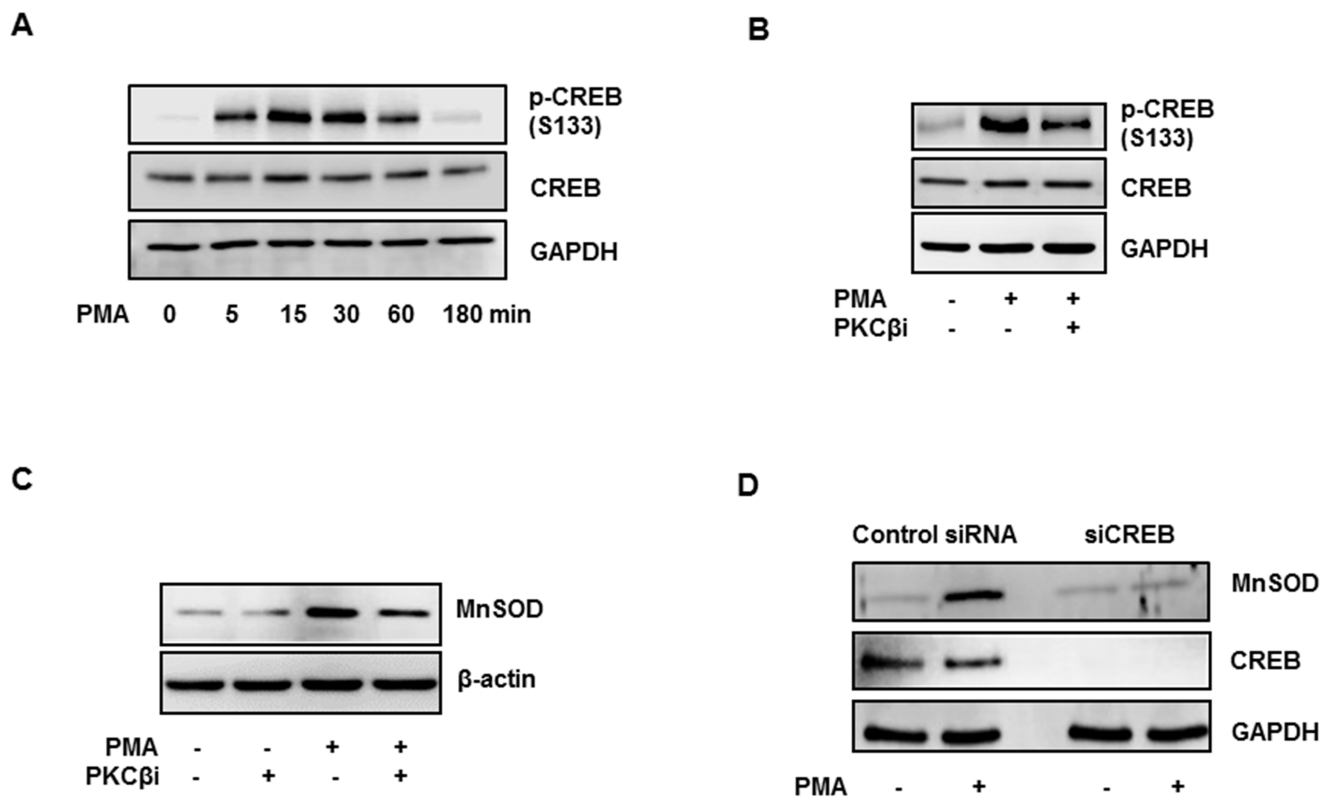 A
p-CREB
(S133)
CREB
GAPDH
PMA 0 5 15 30 60 180 min
B
p-CREB
(S133)
CREB
GAPDH
PMA - + +
PKCβi - - +
C
MnSOD
β-actin
PMA - - + +
PKCβi - + - +
D
Control siRNA siCREB
MnSOD
CREB
GAPDH
PMA - + - +